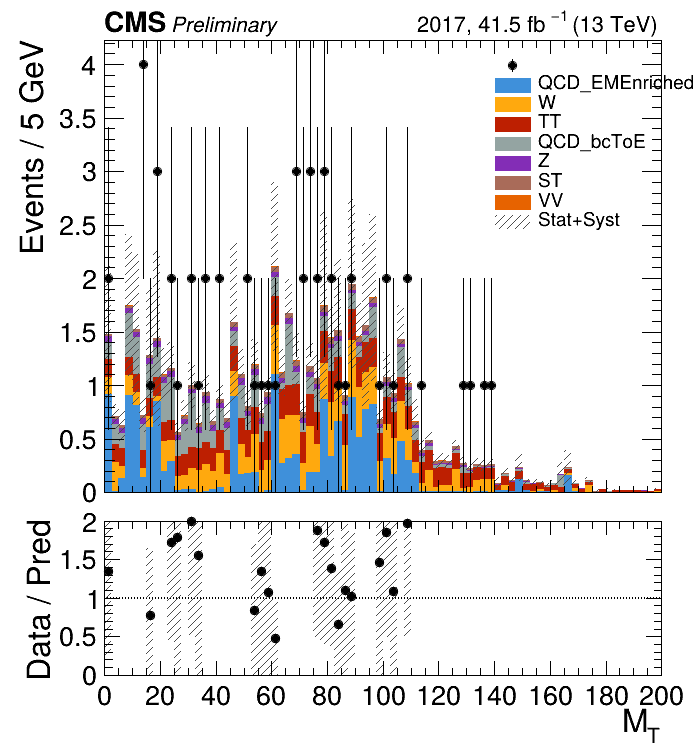 CMS Preliminary 2017, 41.5 fb⁻¹ (13 TeV)
Events / 5 GeV
4
3.5
3
2.5
2
1.5
1
0.5
0
QCD_EMEnriched
W
TT
QCD_bcToE
Z
ST
VV
Stat+Syst
Data / Pred
2
1.5
1
0.5
0
0 20 40 60 80 100 120 140 160 180 200
M_T